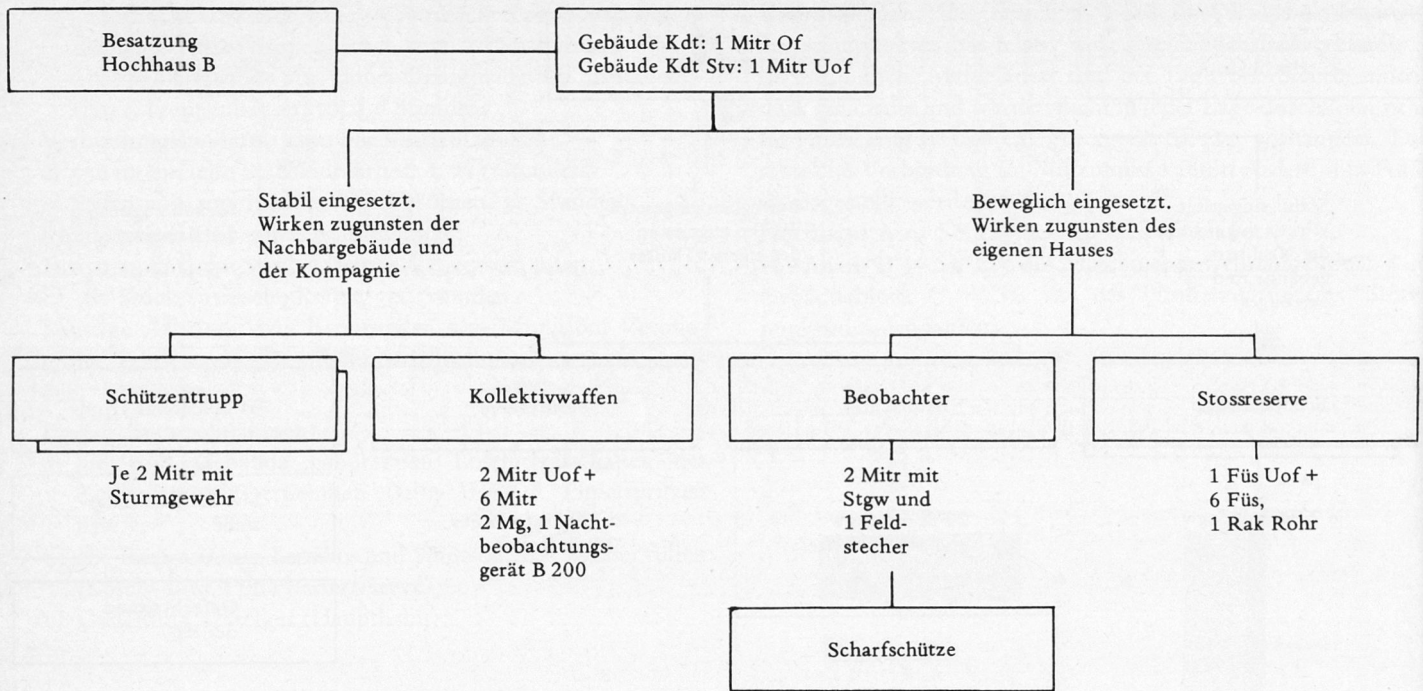 Besatzung
Hochhaus B
Gebäude Kdt: 1 Mitr Of
Gebäude Kdt Stv: 1 Mitr Uof
Stabil eingesetzt.
Wirken zugunsten der
Nachbargebäude und
der Kompagnie
Beweglich eingesetzt.
Wirken zugunsten des
eigenen Hauses
Schützentrupp
Je 2 Mitr mit
Sturmgewehr
Kollektivwaffen
2 Mitr Uof +
6 Mitr
2 Mg, 1 Nacht-
beobachtungs-
gerät B 200
Beobachter
2 Mitr mit
Stgw und
1 Feld-
stecher
Scharfschütze
Stossreserve
1 Füs Uof +
6 Füs,
1 Rak Rohr